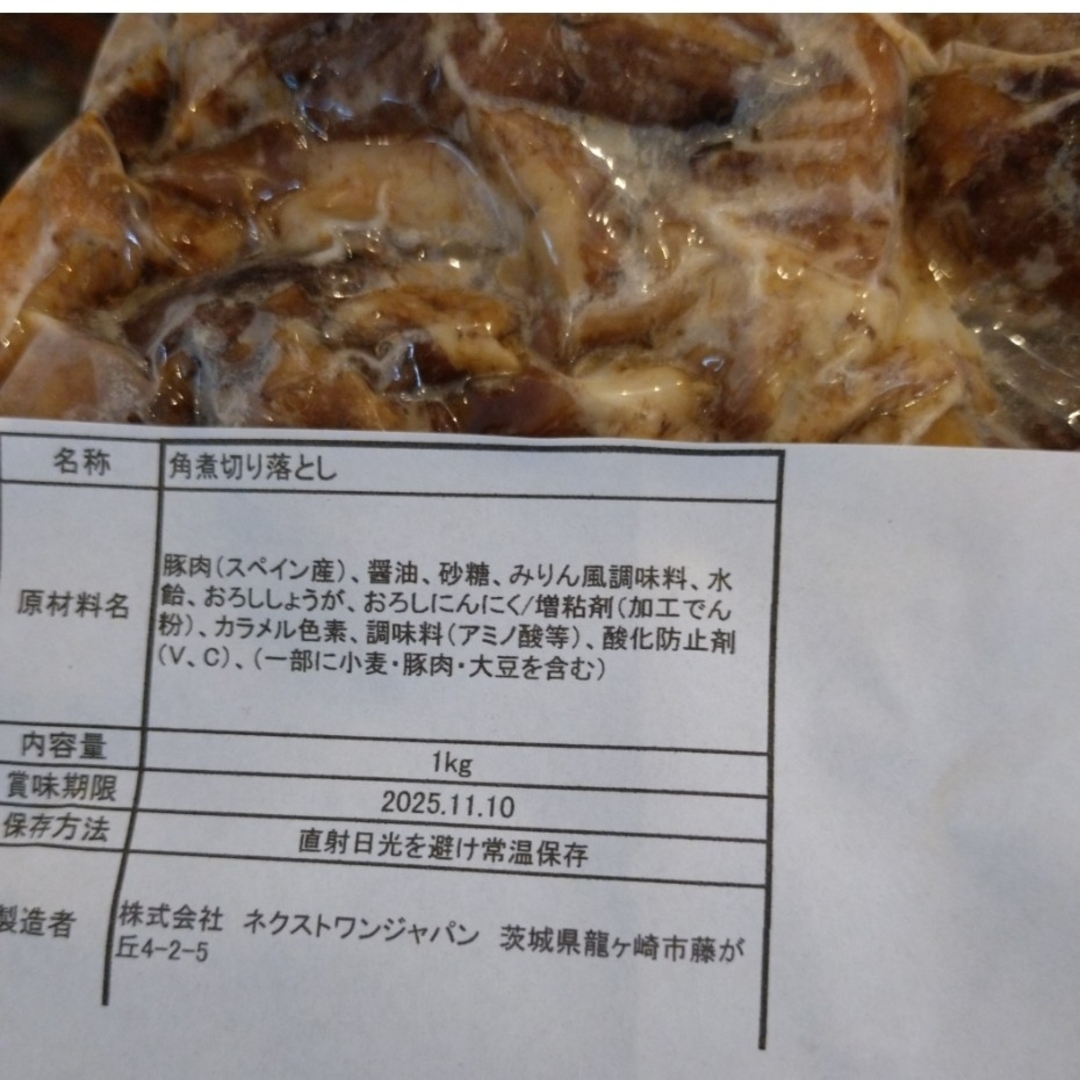 名称 角煮切り落とし
原材料名
豚肉(スペイン産)、醤油、砂糖、みりん風調味料、水
飴、おろししょうが、おろしにんにく/増粘剤(加工でん
粉)、カラメル色素、調味料(アミノ酸等)、酸化防止剤
(V、C)、(一部に小麦・豚肉・大豆を含む)
内容量 1kg
賞味期限 2025.11.10
保存方法 直射日光を避け常温保存
製造者 株式会社 ネクストワンジャパン 茨城県龍ヶ崎市藤が
丘4-2-5